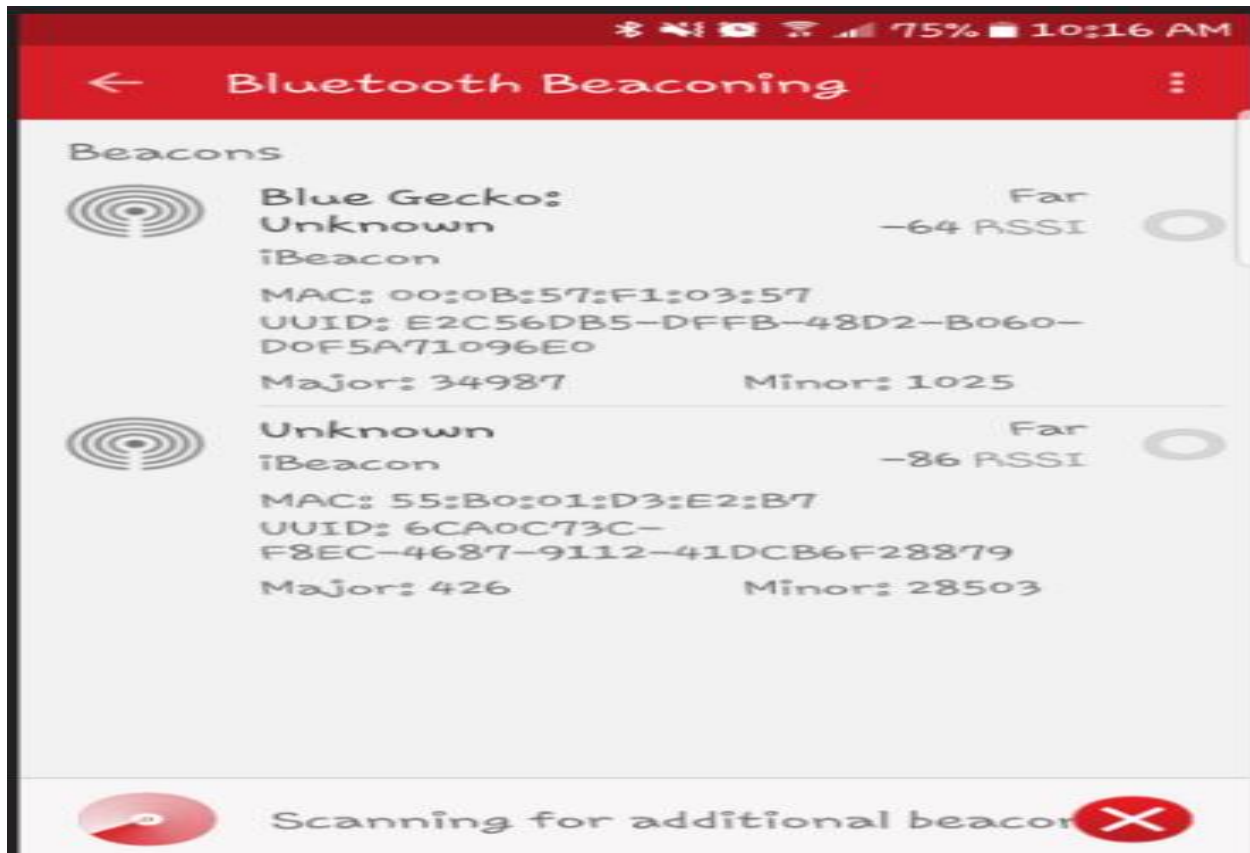 75% 10:16 AM
Bluetooth Beaconing
Beacons
Blue Gecko: Far
Unknown -64 RSSI
iBeacon
MAC: 00:0B:57:F1:03:57
UUID: E2C56DB5-DFFB-48D2-B060-
D0F5A71096E0
Major: 34987 Minor: 1025
Unknown Far
iBeacon -86 RSSI
MAC: 55:B0:01:D3:E2:B7
UUID: 6CA0C73C-
F8EC-4687-9112-41DCB6F28879
Major: 426 Minor: 28503
Scanning for additional beacon